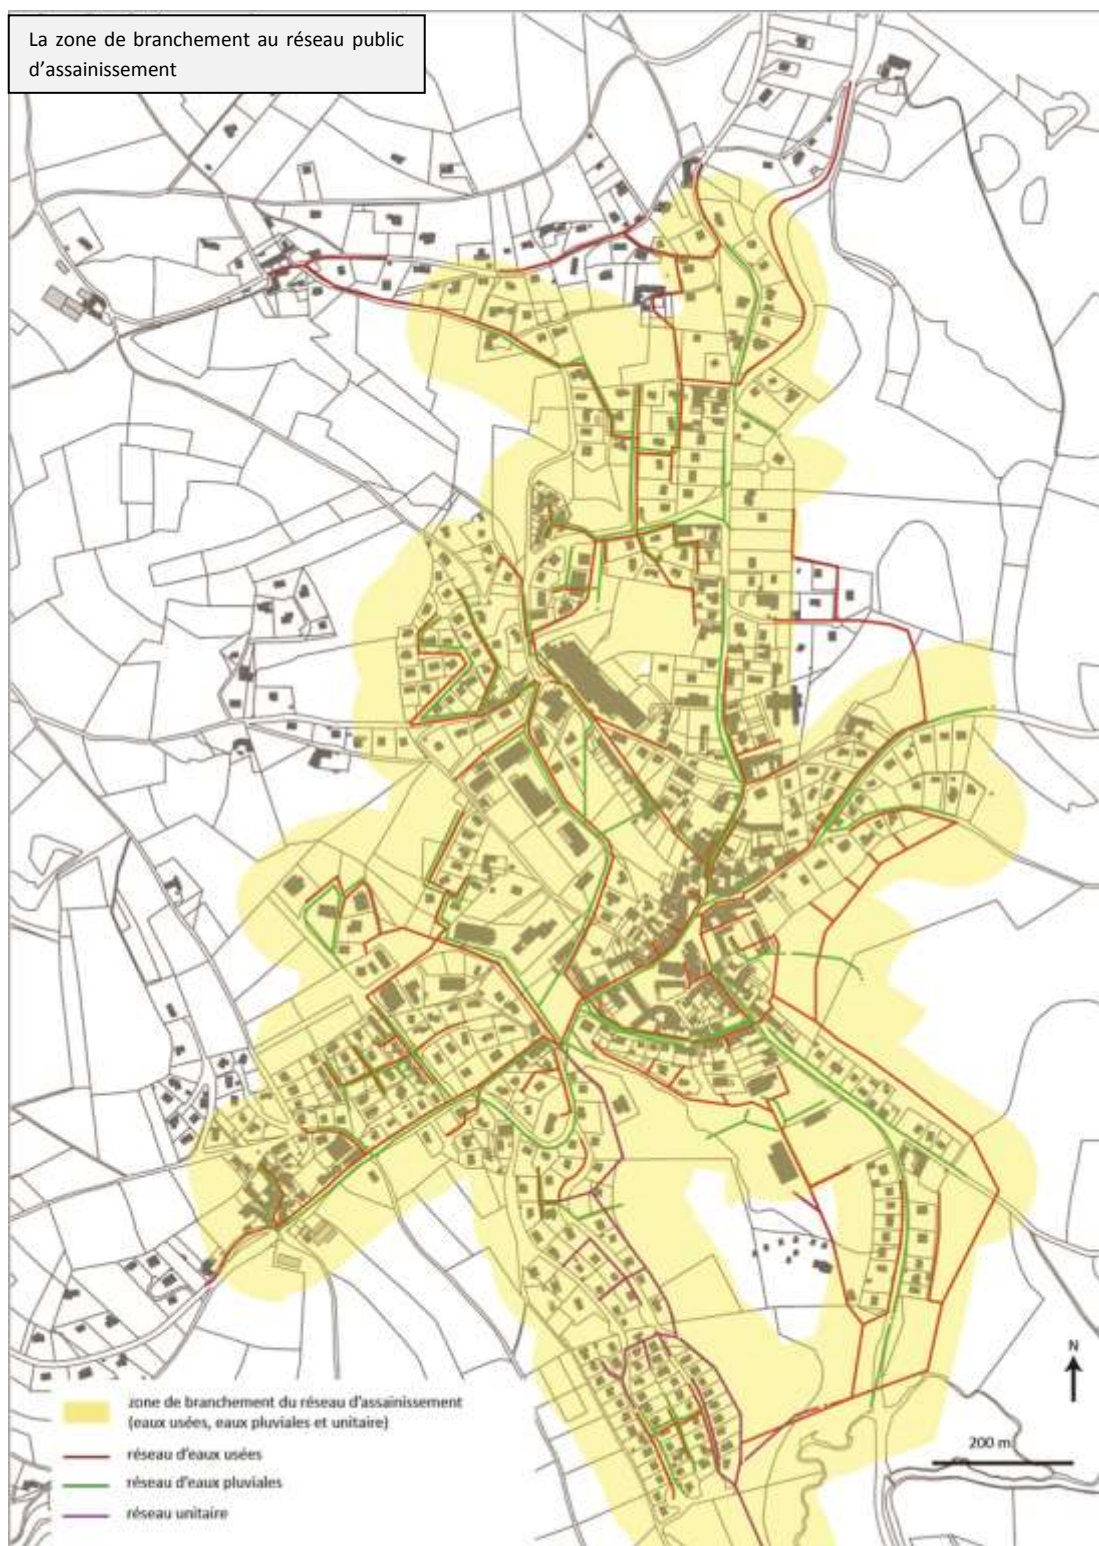 La zone de branchement au réseau public
d'assainissement
N
200 m
zone de branchement du réseau d'assainissement
(eaux usées, eaux pluviales et unitaire)
réseau d'eaux usées
réseau d'eaux pluviales
réseau unitaire